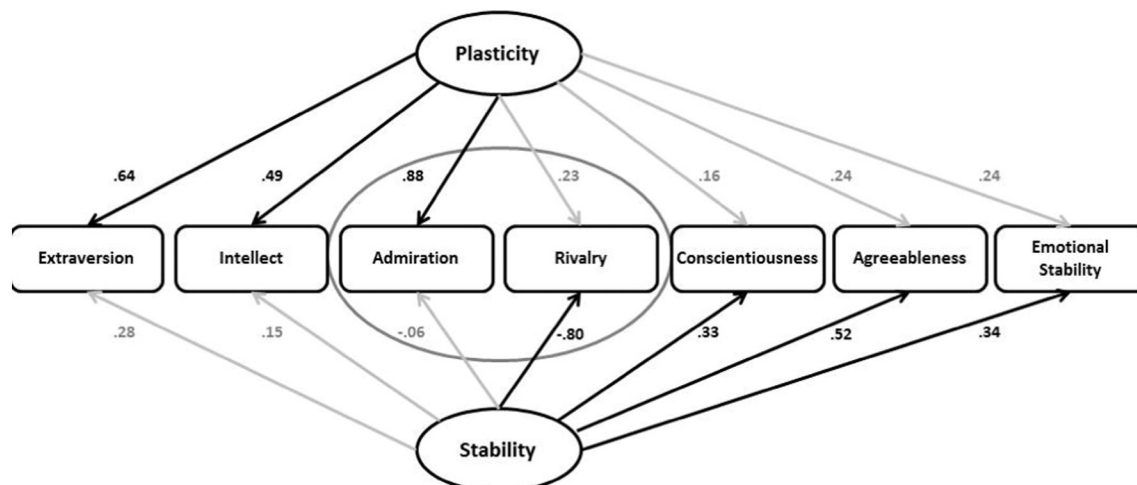 Plasticity
.64
.49
.88
.23
.16
.24
.24
Extraversion
Intellect
Admiration
Rivalry
Conscientiousness
Agreeableness
Emotional
Stability
.28
.15
-.06
-.80
.33
.52
.34
Stability